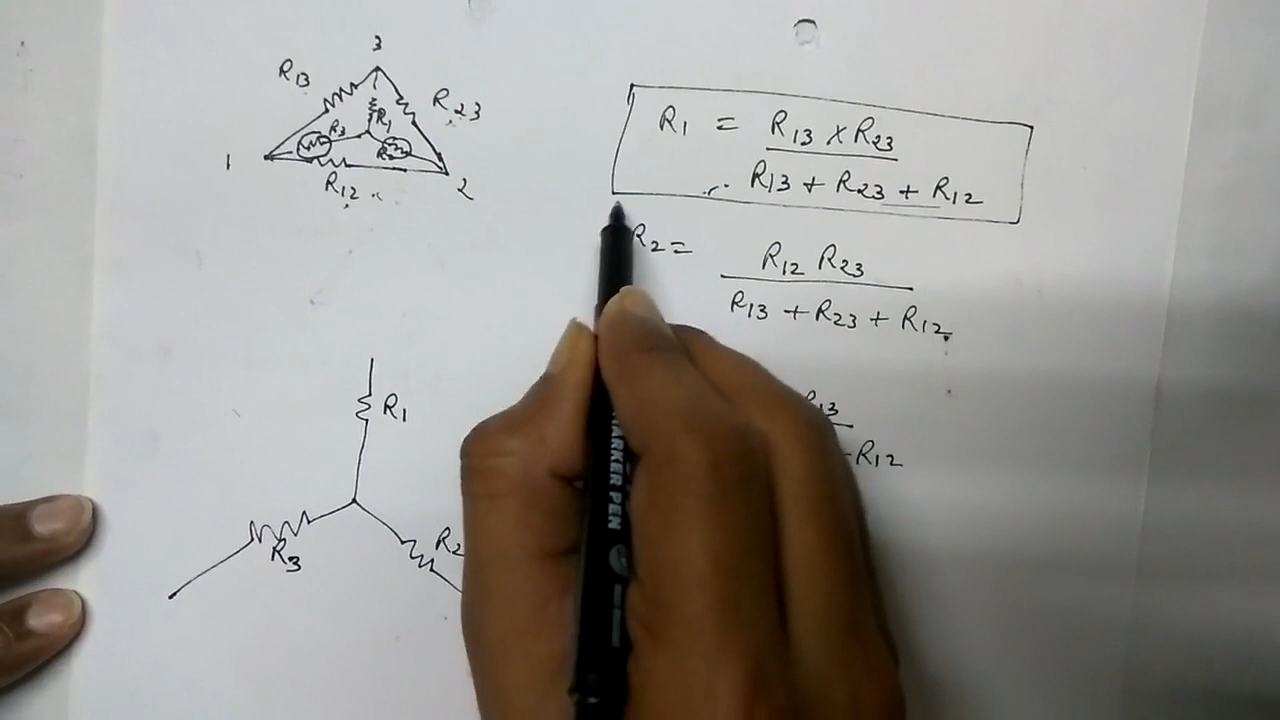 3
R13
R23
R1
R3
R2
1
R12
2
R1 = R13 × R23
R13 + R23 + R12
R2 = R12 R23
R13 + R23 + R12
R13
R12
R1
R3
R2
MARKER PEN